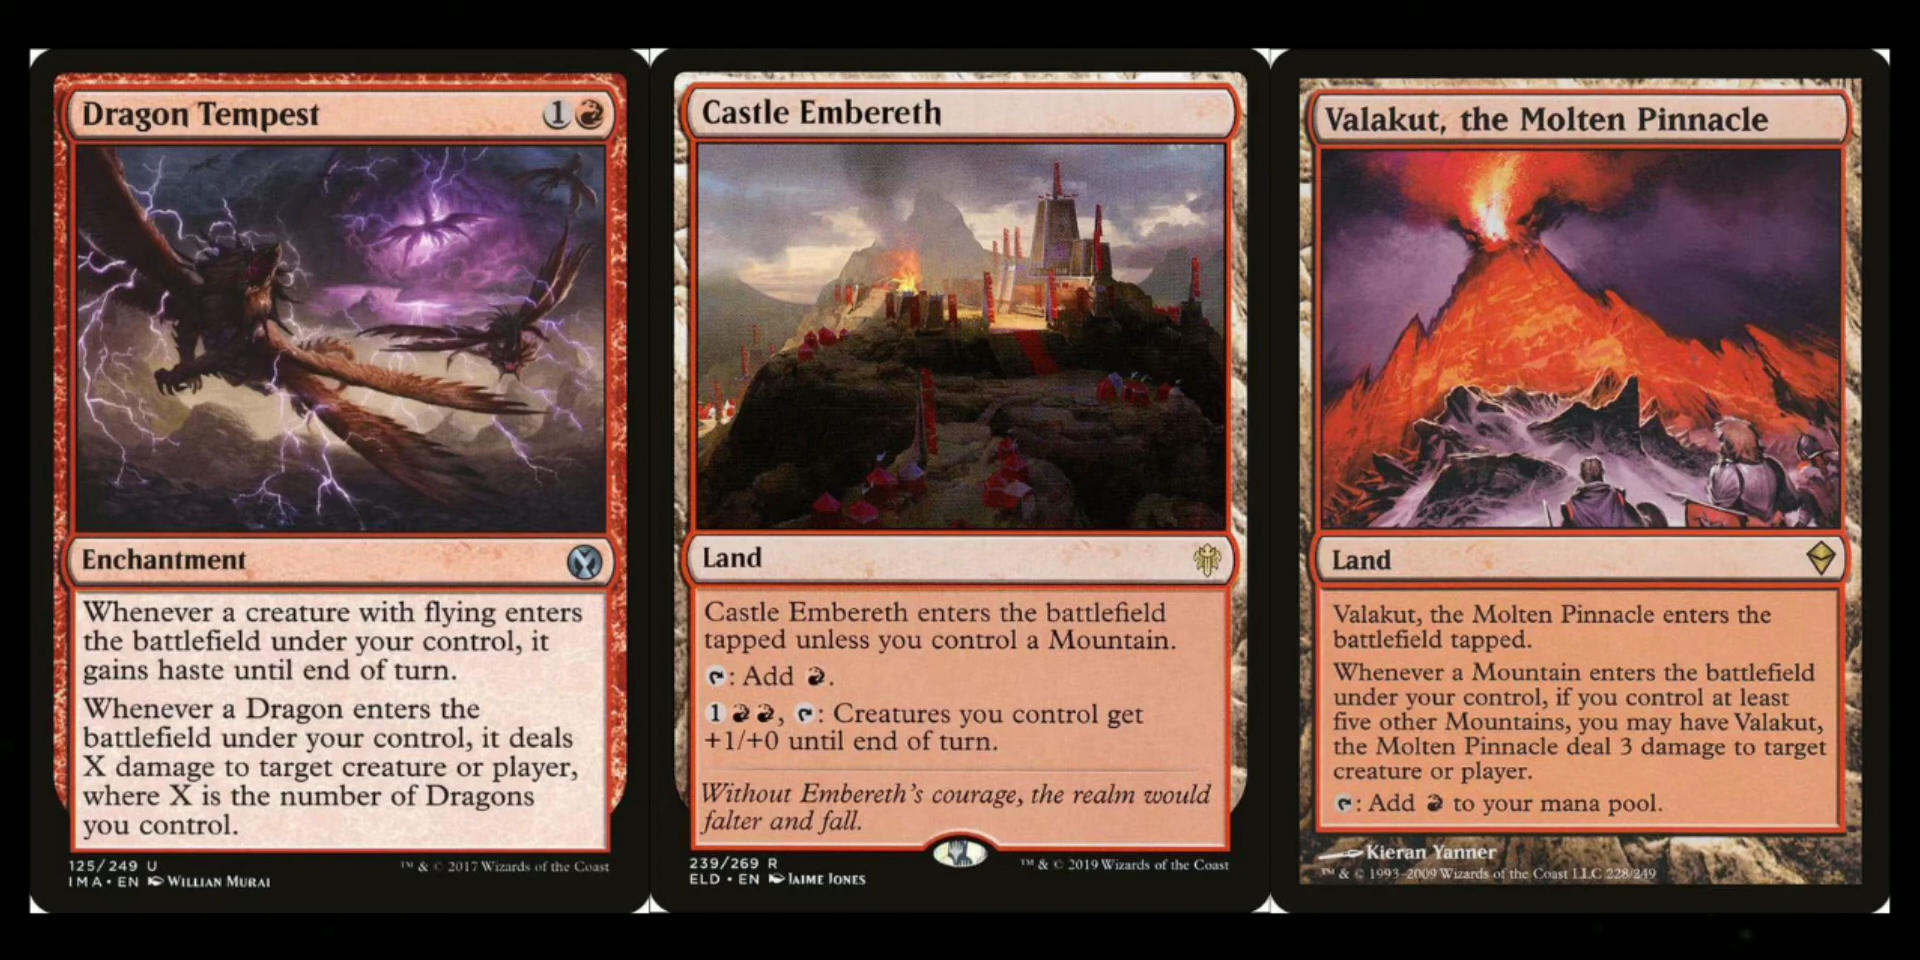 Dragon Tempest
1
Enchantment
Whenever a creature with flying enters
the battlefield under your control, it
gains haste until end of turn.
Whenever a Dragon enters the
battlefield under your control, it deals
X damage to target creature or player,
where X is the number of Dragons
you control.
125/249 U
IMA • EN WILLIAN MURAI
™ & © 2017 Wizards of the Coast
Castle Embereth
Land
Castle Embereth enters the battlefield
tapped unless you control a Mountain.
: Add .
1 , : Creatures you control get
+1/+0 until end of turn.
Without Embereth's courage, the realm would
falter and fall.
239/269 R
ELD • EN JAIME JONES
™ & © 2019 Wizards of the Coast
Valakut, the Molten Pinnacle
Land
Valakut, the Molten Pinnacle enters the
battlefield tapped.
Whenever a Mountain enters the battlefield
under your control, if you control at least
five other Mountains, you may have Valakut,
the Molten Pinnacle deal 3 damage to target
creature or player.
: Add to your mana pool.
Kieran Yanner
™ & © 1993–2009 Wizards of the Coast LLC 228/249